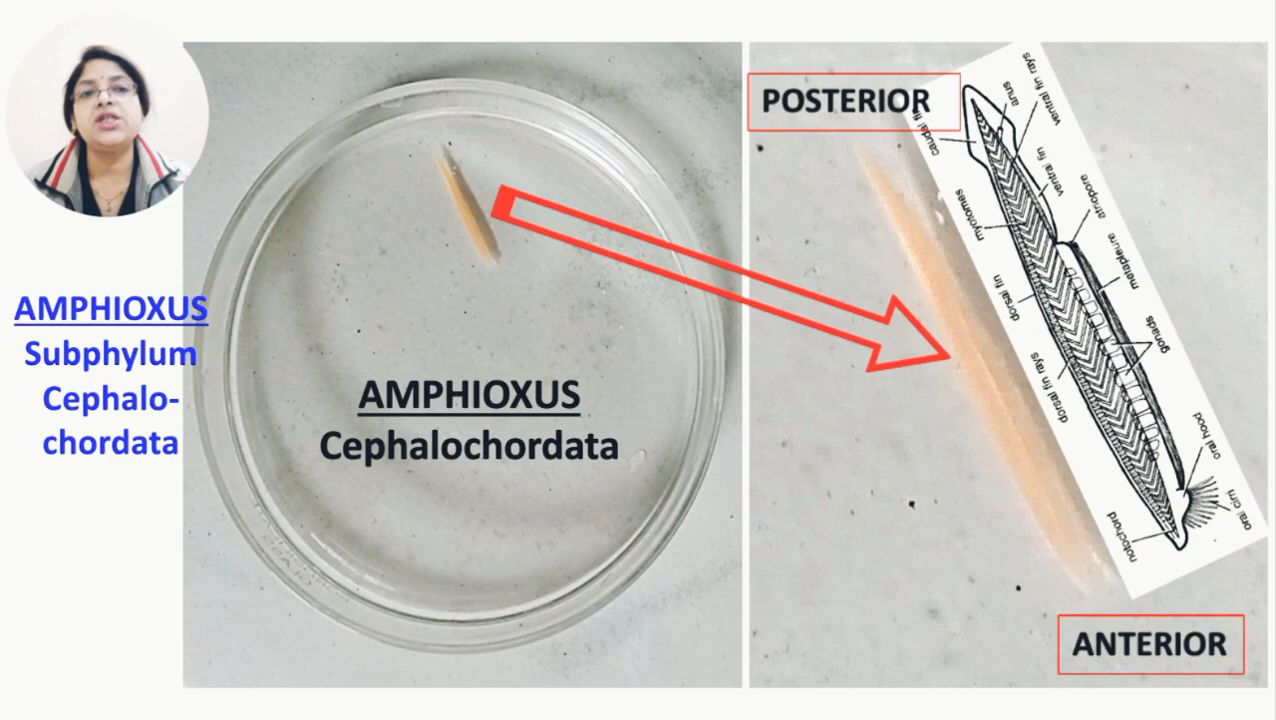 AMPHIOXUS
Subphylum
Cephalo-
chordata
AMPHIOXUS
Cephalochordata
POSTERIOR
caudal fi
anus
ventral fin rays
ventral fin
atriopore
metapleure
myotomes
dorsal fin
gonads
dorsal fin rays
oral hood
oral cirri
notochord
ANTERIOR